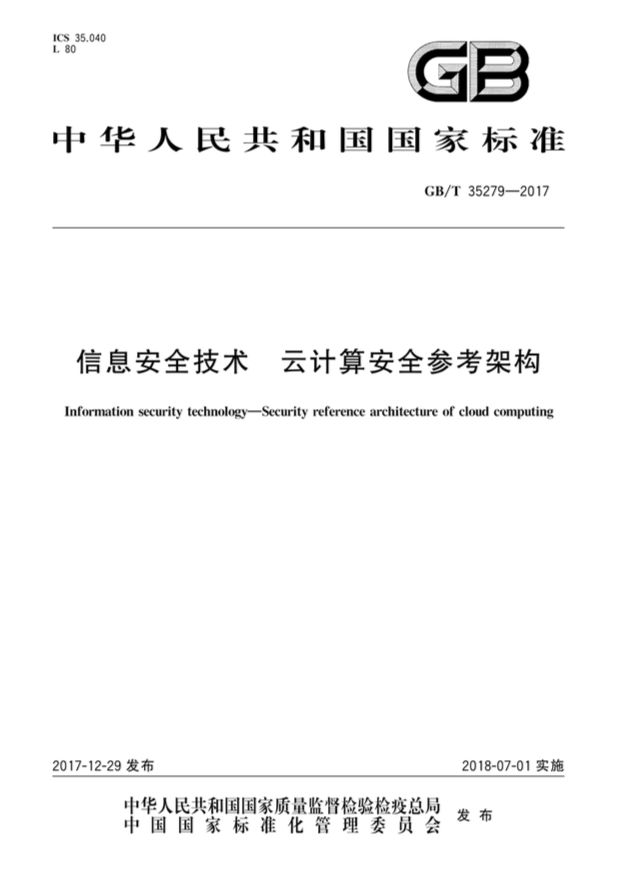 ICS 35.040
L 80
GB
中华人民共和国国家标准
GB/T 35279—2017
信息安全技术 云计算安全参考架构
Information security technology—Security reference architecture of cloud computing
2017-12-29 发布
2018-07-01 实施
中华人民共和国国家质量监督检验检疫总局
中国国家标准化管理委员会
发布